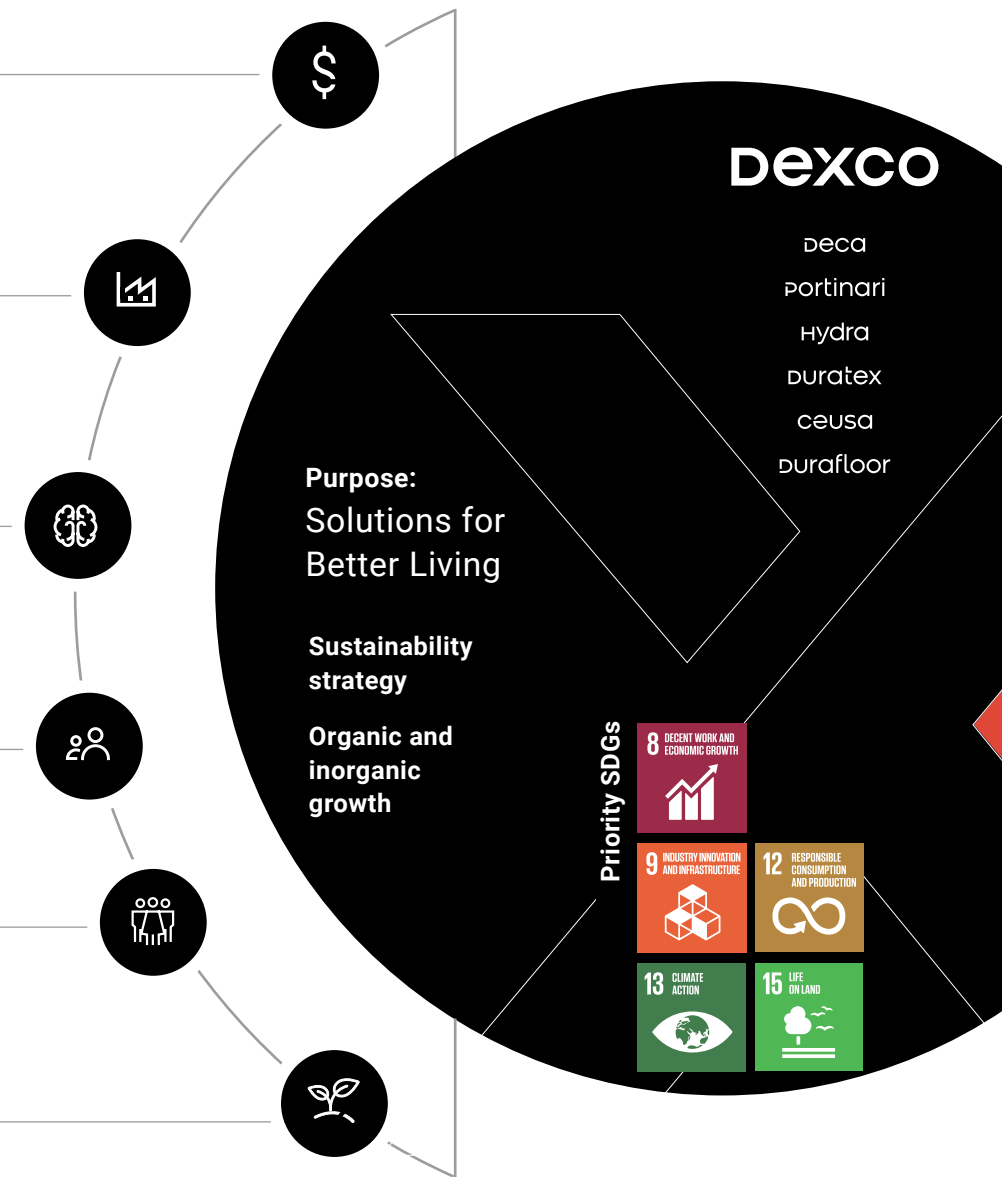 Dexco
Deca
Portinari
Hydra
Duratex
ceusa
Durafloor
Purpose:
Solutions for
Better Living
Sustainability
strategy
Organic and
inorganic
growth
Priority SDGs
8 DECENT WORK AND
ECONOMIC GROWTH
9 INDUSTRY INNOVATION
AND INFRASTRUCTURE
12 RESPONSIBLE
CONSUMPTION
AND PRODUCTION
13 CLIMATE
ACTION
15 LIFE
ON LAND